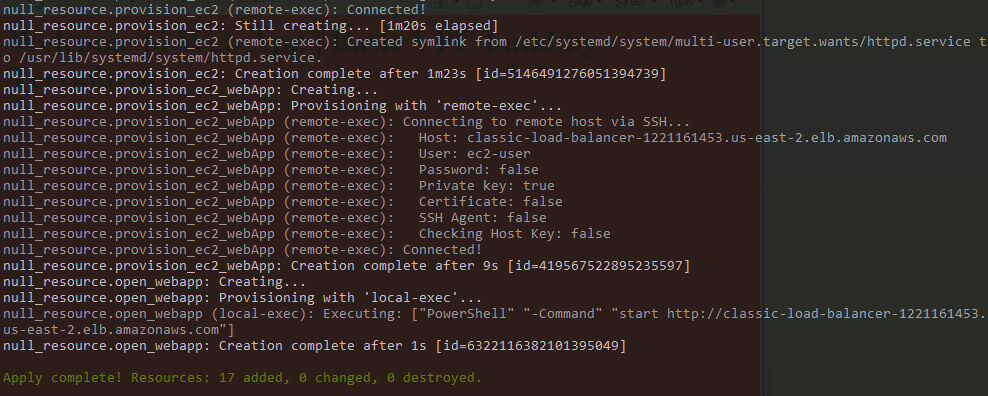 null_resource.provision_ec2 (remote-exec): Connected!
null_resource.provision_ec2: Still creating... [1m20s elapsed]
null_resource.provision_ec2 (remote-exec): Created symlink from /etc/systemd/system/multi-user.target.wants/httpd.service t
o /usr/lib/systemd/system/httpd.service.
null_resource.provision_ec2: Creation complete after 1m23s [id=5146491276051394739]
null_resource.provision_ec2_webApp: Creating...
null_resource.provision_ec2_webApp: Provisioning with 'remote-exec'...
null_resource.provision_ec2_webApp (remote-exec): Connecting to remote host via SSH...
null_resource.provision_ec2_webApp (remote-exec):   Host: classic-load-balancer-1221161453.us-east-2.elb.amazonaws.com
null_resource.provision_ec2_webApp (remote-exec):   User: ec2-user
null_resource.provision_ec2_webApp (remote-exec):   Password: false
null_resource.provision_ec2_webApp (remote-exec):   Private key: true
null_resource.provision_ec2_webApp (remote-exec):   Certificate: false
null_resource.provision_ec2_webApp (remote-exec):   SSH Agent: false
null_resource.provision_ec2_webApp (remote-exec):   Checking Host Key: false
null_resource.provision_ec2_webApp (remote-exec): Connected!
null_resource.provision_ec2_webApp: Creation complete after 9s [id=419567522895235597]
null_resource.open_webapp: Creating...
null_resource.open_webapp: Provisioning with 'local-exec'...
null_resource.open_webapp (local-exec): Executing: ["PowerShell" "-Command" "start http://classic-load-balancer-1221161453.
us-east-2.elb.amazonaws.com"]
null_resource.open_webapp: Creation complete after 1s [id=6322116382101395049]
Apply complete! Resources: 17 added, 0 changed, 0 destroyed.